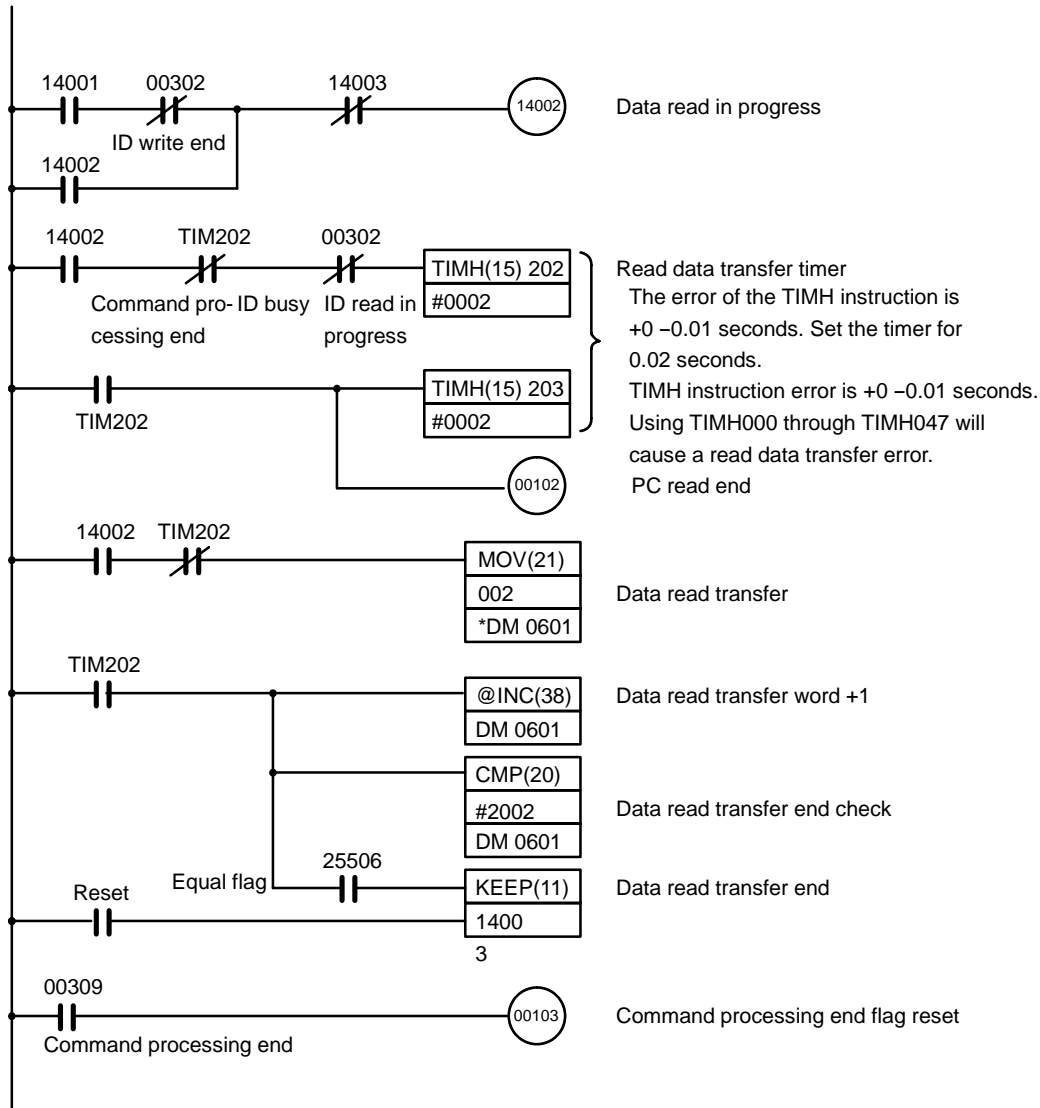 14001 00302 14003
14002 Data read in progress
ID write end
14002
14002 TIM202 00302
TIMH(15) 202 Read data transfer timer
Command pro- ID busy ID read in #0002 The error of the TIMH instruction is
cessing end progress +0 –0.01 seconds. Set the timer for
0.02 seconds.
TIMH(15) 203 TIMH instruction error is +0 –0.01 seconds.
TIM202 #0002 Using TIMH000 through TIMH047 will
cause a read data transfer error.
00102 PC read end
14002 TIM202
MOV(21)
002 Data read transfer
*DM 0601
TIM202
@INC(38) Data read transfer word +1
DM 0601
CMP(20)
#2002 Data read transfer end check
DM 0601
25506
Reset Equal flag KEEP(11) Data read transfer end
1400
3
00309
00103 Command processing end flag reset
Command processing end